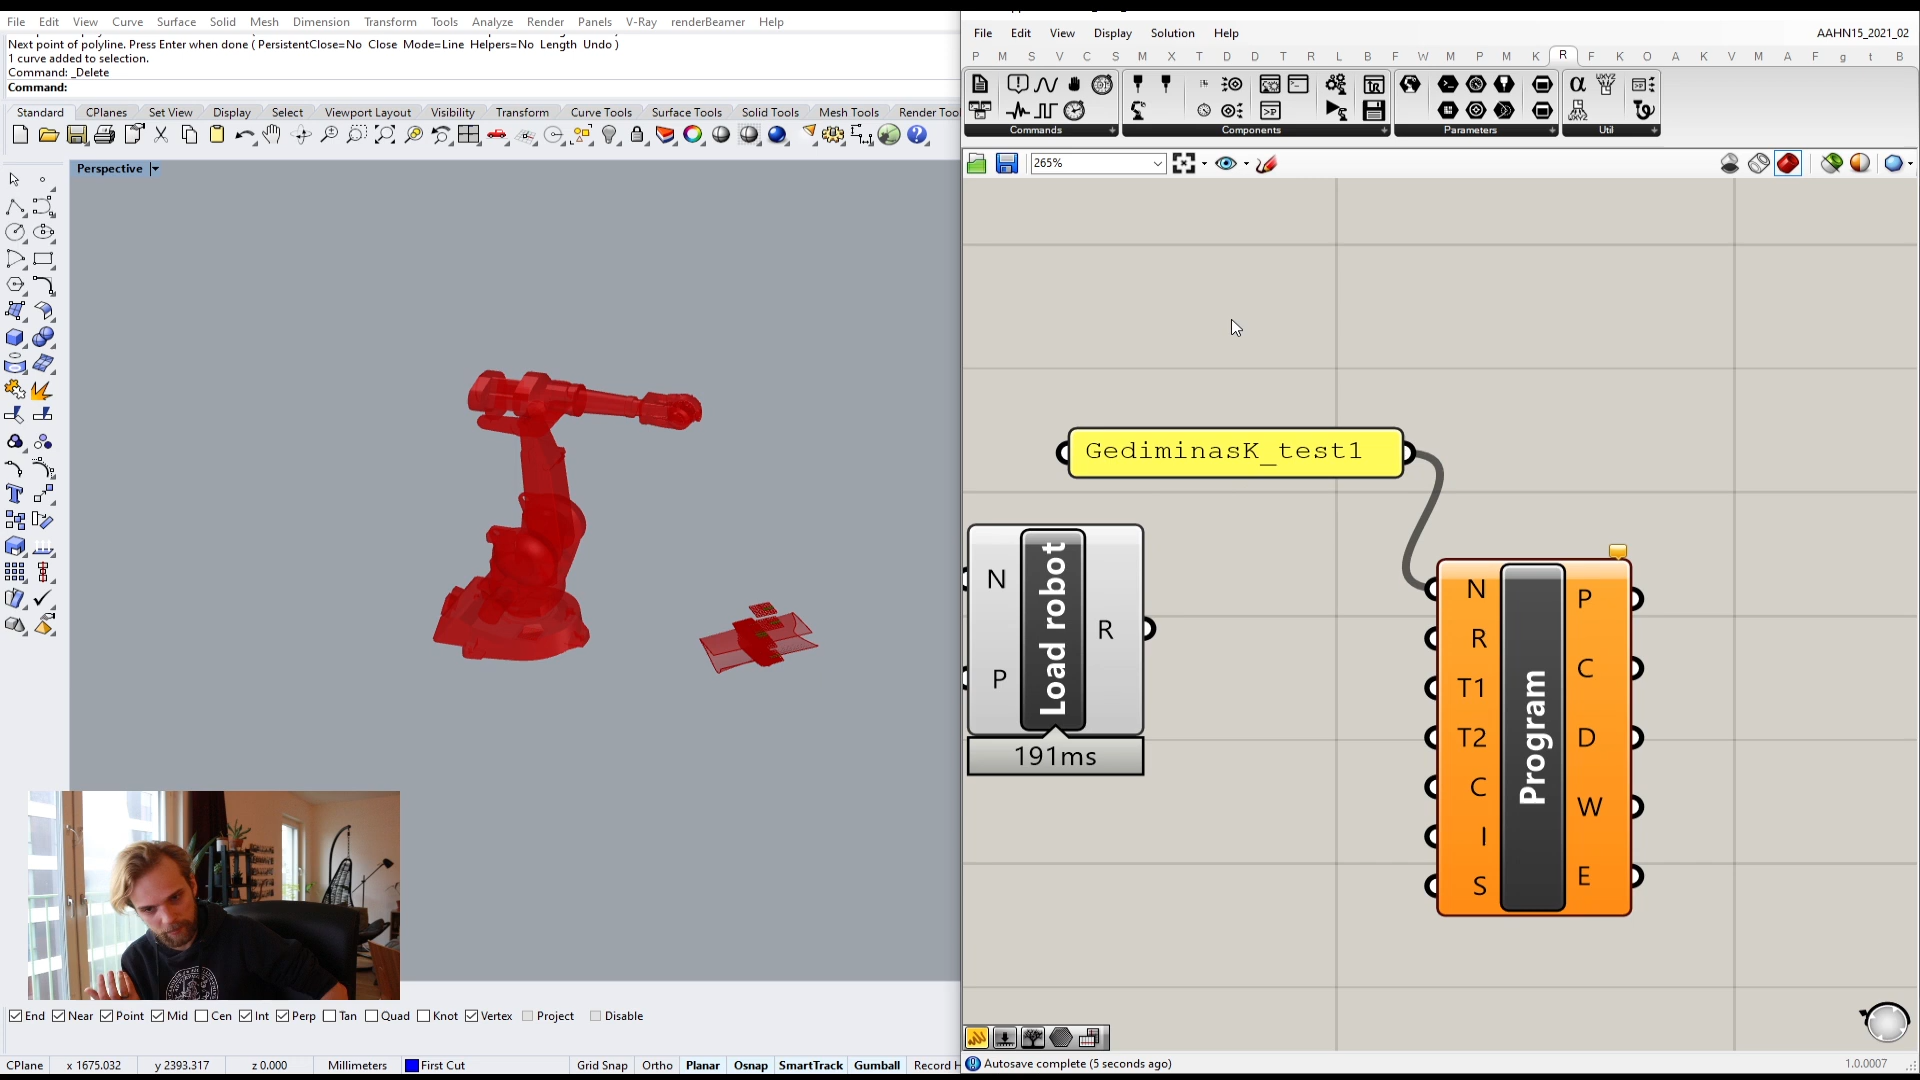 File Edit View Curve Surface Solid Mesh Dimension Transform Tools Analyze Render Panels V-Ray renderBeamer Help
Next point of polyline. Press Enter when done ( PersistentClose=No Close Mode=Line Helpers=No Length Undo )
1 curve added to selection.
Command: _Delete
Command:
Standard CPlanes Set View Display Select Viewport Layout Visibility Transform Curve Tools Surface Tools Solid Tools Mesh Tools Render Too
Perspective
File Edit View Display Solution Help AAHN15_2021_02
P M S V C S M X T D D T R L B F W M P M K R F K O A K V M A F g t B
Commands Components Parameters Util
265%
GediminasK_test1
N P Load robot R
191ms
N R T1 T2 C I S Program P C D W E
End Near Point Mid Cen Int Perp Tan Quad Knot Vertex Project Disable
CPlane x 1675.032 y 2393.317 z 0.000 Millimeters First Cut Grid Snap Ortho Planar Osnap SmartTrack Gumball Record H
Autosave complete (5 seconds ago) 1.0.0007